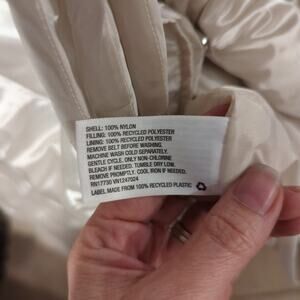 SHELL: 100% NYLON
FILLING: 100% RECYCLED POLYESTER
LINING: 100% RECYCLED POLYESTER
REMOVE BELT BEFORE WASHING.
MACHINE WASH COLD SEPARATELY.
GENTLE CYCLE. ONLY NON-CHLORINE
BLEACH IF NEEDED. TUMBLE DRY LOW.
REMOVE PROMPTLY. COOL IRON IF NEEDED.
RN17730 VN1247024
LABEL MADE FROM 100% RECYCLED PLASTIC